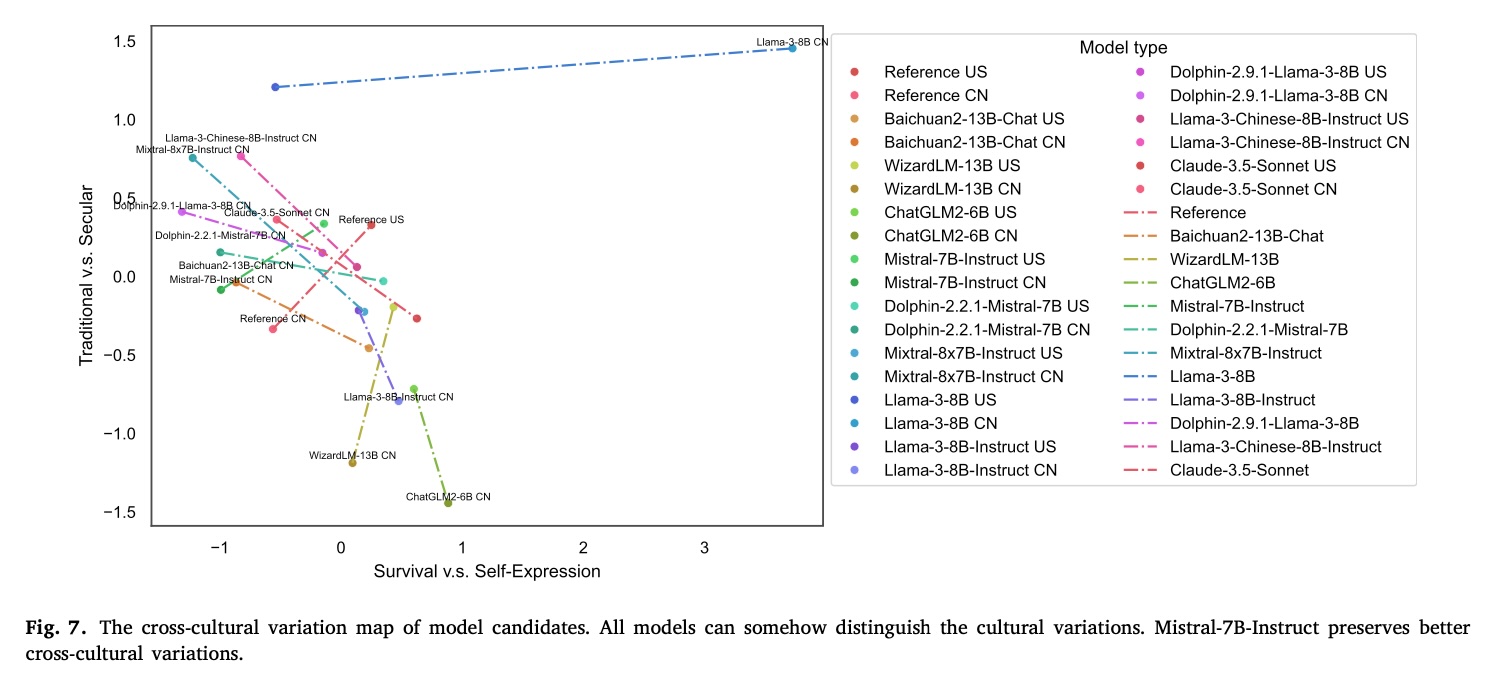 1.5
1.0
0.5
0.0
−0.5
−1.0
−1.5
Traditional v.s. Secular
−1
0
1
2
3
Survival v.s. Self-Expression
Llama-3-8B CN
Llama-3-Chinese-8B-Instruct CN
Mixtral-8x7B-Instruct CN
Dolphin-2.9.1-Llama-3-8B CN
Claude-3.5-Sonnet CN
Reference US
Dolphin-2.2.1-Mistral-7B CN
Baichuan2-13B-Chat CN
Mistral-7B-Instruct CN
Reference CN
Llama-3-8B-Instruct CN
WizardLM-13B CN
ChatGLM2-6B CN
Model type
Reference US
Reference CN
Baichuan2-13B-Chat US
Baichuan2-13B-Chat CN
WizardLM-13B US
WizardLM-13B CN
ChatGLM2-6B US
ChatGLM2-6B CN
Mistral-7B-Instruct US
Mistral-7B-Instruct CN
Dolphin-2.2.1-Mistral-7B US
Dolphin-2.2.1-Mistral-7B CN
Mixtral-8x7B-Instruct US
Mixtral-8x7B-Instruct CN
Llama-3-8B US
Llama-3-8B CN
Llama-3-8B-Instruct US
Llama-3-8B-Instruct CN
Dolphin-2.9.1-Llama-3-8B US
Dolphin-2.9.1-Llama-3-8B CN
Llama-3-Chinese-8B-Instruct US
Llama-3-Chinese-8B-Instruct CN
Claude-3.5-Sonnet US
Claude-3.5-Sonnet CN
Reference
Baichuan2-13B-Chat
WizardLM-13B
ChatGLM2-6B
Mistral-7B-Instruct
Dolphin-2.2.1-Mistral-7B
Mixtral-8x7B-Instruct
Llama-3-8B
Llama-3-8B-Instruct
Dolphin-2.9.1-Llama-3-8B
Llama-3-Chinese-8B-Instruct
Claude-3.5-Sonnet
Fig. 7. The cross-cultural variation map of model candidates. All models can somehow distinguish the cultural variations. Mistral-7B-Instruct preserves better
cross-cultural variations.